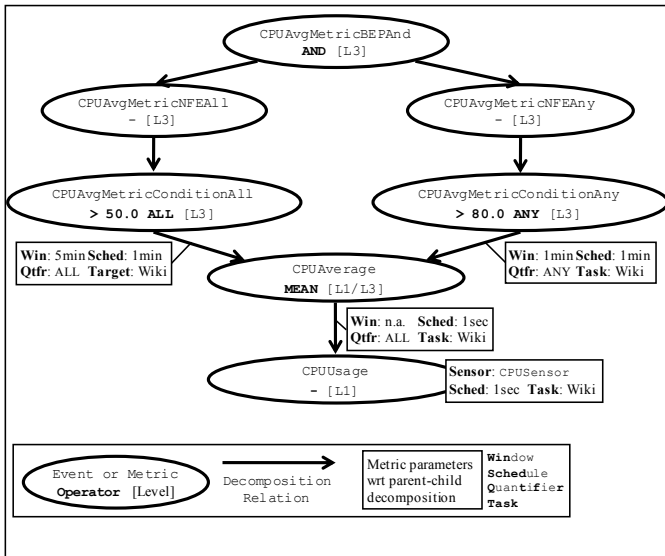 CPUAvgMetricBEPAnd
AND [L3]
CPUAvgMetricNFEAll
- [L3]
CPUAvgMetricNFEAny
- [L3]
CPUAvgMetricConditionAll
> 50.0 ALL [L3]
CPUAvgMetricConditionAny
> 80.0 ANY [L3]
Win: 5min Sched: 1min
Qtfr: ALL Target: Wiki
Win: 1min Sched: 1min
Qtfr: ANY Task: Wiki
CPUAverage
MEAN [L1/L3]
Win: n.a. Sched: 1sec
Qtfr: ALL Task: Wiki
CPUUsage
- [L1]
Sensor: CPUSensor
Sched: 1sec Task: Wiki
Event or Metric
Operator [Level]
Decomposition
Relation
Metric parameters
wrt parent-child
decomposition
Window
Schedule
Quantifier
Task